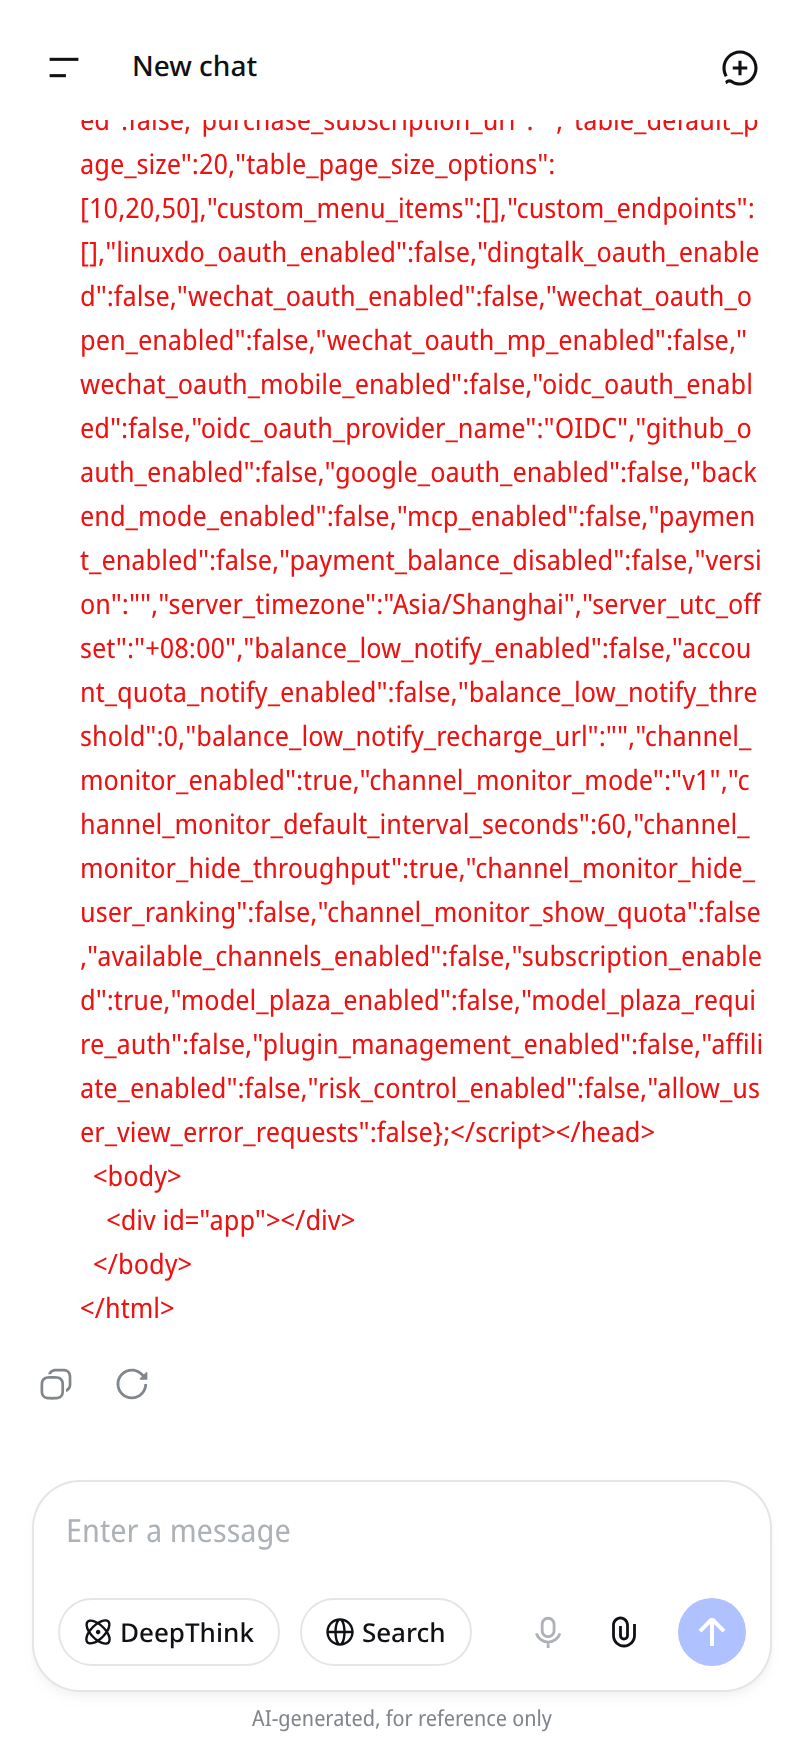 New chat
ed":false,"purchase_subscription_url":"","table_default_p
age_size":20,"table_page_size_options":
[10,20,50],"custom_menu_items":[],"custom_endpoints":
[],"linuxdo_oauth_enabled":false,"dingtalk_oauth_enable
d":false,"wechat_oauth_enabled":false,"wechat_oauth_o
pen_enabled":false,"wechat_oauth_mp_enabled":false,"
wechat_oauth_mobile_enabled":false,"oidc_oauth_enabl
ed":false,"oidc_oauth_provider_name":"OIDC","github_o
auth_enabled":false,"google_oauth_enabled":false,"back
end_mode_enabled":false,"mcp_enabled":false,"paymen
t_enabled":false,"payment_balance_disabled":false,"versi
on":"","server_timezone":"Asia/Shanghai","server_utc_off
set":"+08:00","balance_low_notify_enabled":false,"accou
nt_quota_notify_enabled":false,"balance_low_notify_thre
shold":0,"balance_low_notify_recharge_url":"","channel_
monitor_enabled":true,"channel_monitor_mode":"v1","c
hannel_monitor_default_interval_seconds":60,"channel_
monitor_hide_throughput":true,"channel_monitor_hide_
user_ranking":false,"channel_monitor_show_quota":false
,"available_channels_enabled":false,"subscription_enable
d":true,"model_plaza_enabled":false,"model_plaza_requi
re_auth":false,"plugin_management_enabled":false,"affili
ate_enabled":false,"risk_control_enabled":false,"allow_us
er_view_error_requests":false};</script></head>
<body>
<div id="app"></div>
</body>
</html>
Enter a message
DeepThink
Search
AI-generated, for reference only